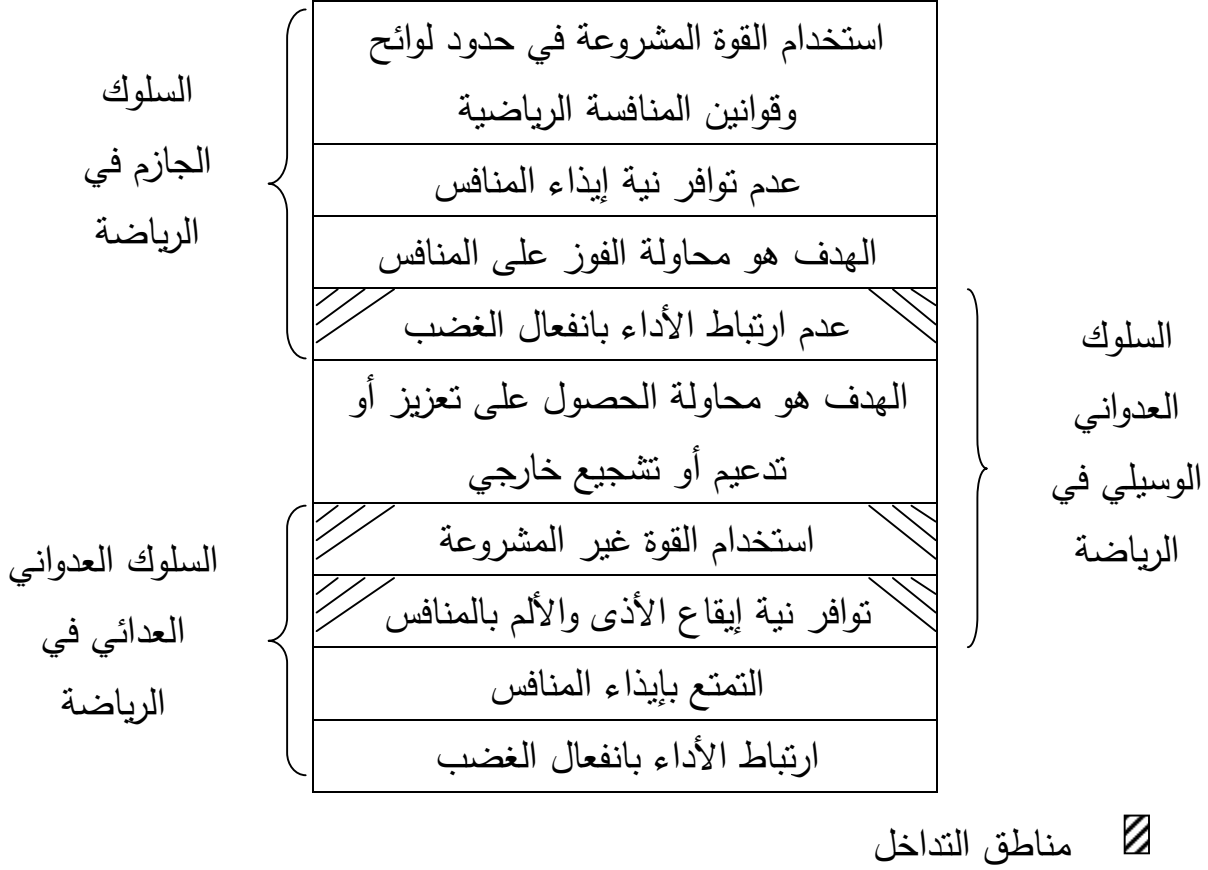 استخدام القوة المشروعة في حدود لوائح
وقوانين المنافسة الرياضية
عدم توافر نية إيذاء المنافس
الهدف هو محاولة الفوز على المنافس
عدم ارتباط الأداء بانفعال الغضب
الهدف هو محاولة الحصول على تعزيز أو
تدعيم أو تشجيع خارجي
استخدام القوة غير المشروعة
توافر نية إيقاع الأذى والألم بالمنافس
التمتع بإيذاء المنافس
ارتباط الأداء بانفعال الغضب
السلوك
العدواني
الوسيلي في
الرياضة
السلوك
الجازم في
الرياضة
السلوك العدواني
العدائي في
الرياضة
مناطق التداخل